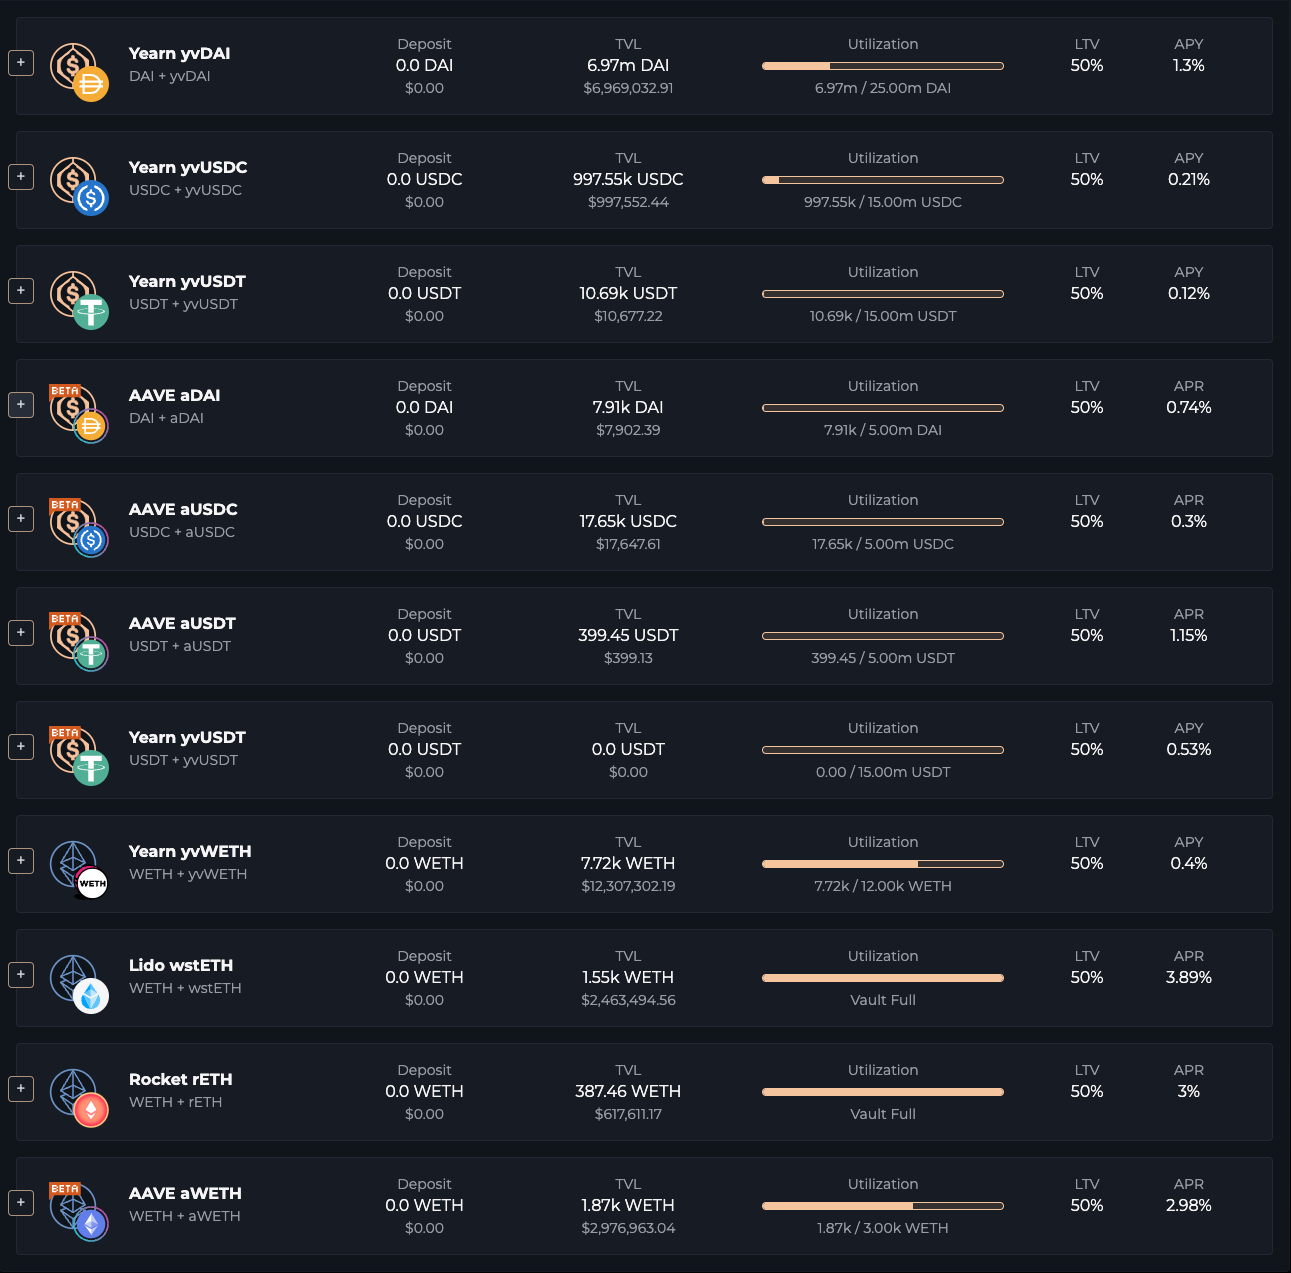 +
Yearn yvDAI
DAI + yvDAI
Deposit
0.0 DAI
$0.00
TVL
6.97m DAI
$6,969,032.91
Utilization
6.97m / 25.00m DAI
LTV
50%
APY
1.3%
+
Yearn yvUSDC
USDC + yvUSDC
Deposit
0.0 USDC
$0.00
TVL
997.55k USDC
$997,552.44
Utilization
997.55k / 15.00m USDC
LTV
50%
APY
0.21%
+
Yearn yvUSDT
USDT + yvUSDT
Deposit
0.0 USDT
$0.00
TVL
10.69k USDT
$10,677.22
Utilization
10.69k / 15.00m USDT
LTV
50%
APY
0.12%
+
BETA
AAVE aDAI
DAI + aDAI
Deposit
0.0 DAI
$0.00
TVL
7.91k DAI
$7,902.39
Utilization
7.91k / 5.00m DAI
LTV
50%
APR
0.74%
+
BETA
AAVE aUSDC
USDC + aUSDC
Deposit
0.0 USDC
$0.00
TVL
17.65k USDC
$17,647.61
Utilization
17.65k / 5.00m USDC
LTV
50%
APR
0.3%
+
BETA
AAVE aUSDT
USDT + aUSDT
Deposit
0.0 USDT
$0.00
TVL
399.45 USDT
$399.13
Utilization
399.45 / 5.00m USDT
LTV
50%
APR
1.15%
+
BETA
Yearn yvUSDT
USDT + yvUSDT
Deposit
0.0 USDT
$0.00
TVL
0.0 USDT
$0.00
Utilization
0.00 / 15.00m USDT
LTV
50%
APY
0.53%
+
WETH
Yearn yvWETH
WETH + yvWETH
Deposit
0.0 WETH
$0.00
TVL
7.72k WETH
$12,307,302.19
Utilization
7.72k / 12.00k WETH
LTV
50%
APY
0.4%
+
Lido wstETH
WETH + wstETH
Deposit
0.0 WETH
$0.00
TVL
1.55k WETH
$2,463,494.56
Utilization
Vault Full
LTV
50%
APR
3.89%
+
Rocket rETH
WETH + rETH
Deposit
0.0 WETH
$0.00
TVL
387.46 WETH
$617,611.17
Utilization
Vault Full
LTV
50%
APR
3%
+
BETA
AAVE aWETH
WETH + aWETH
Deposit
0.0 WETH
$0.00
TVL
1.87k WETH
$2,976,963.04
Utilization
1.87k / 3.00k WETH
LTV
50%
APR
2.98%